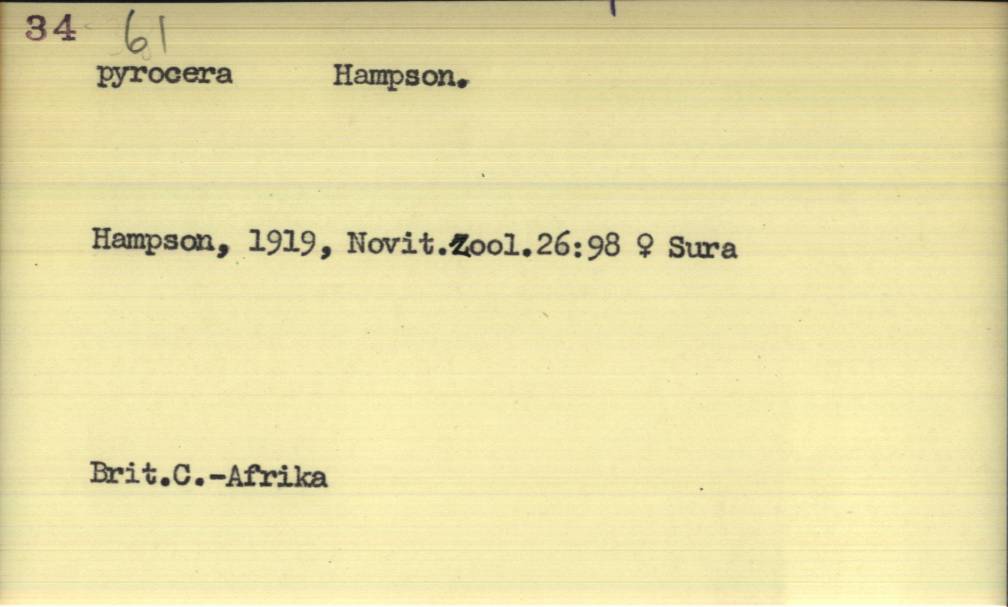 34 61
pyrocera Hampson.
Hampson, 1919, Novit.Zool.26:98 ♀ Sura
Brit.C.-Afrika